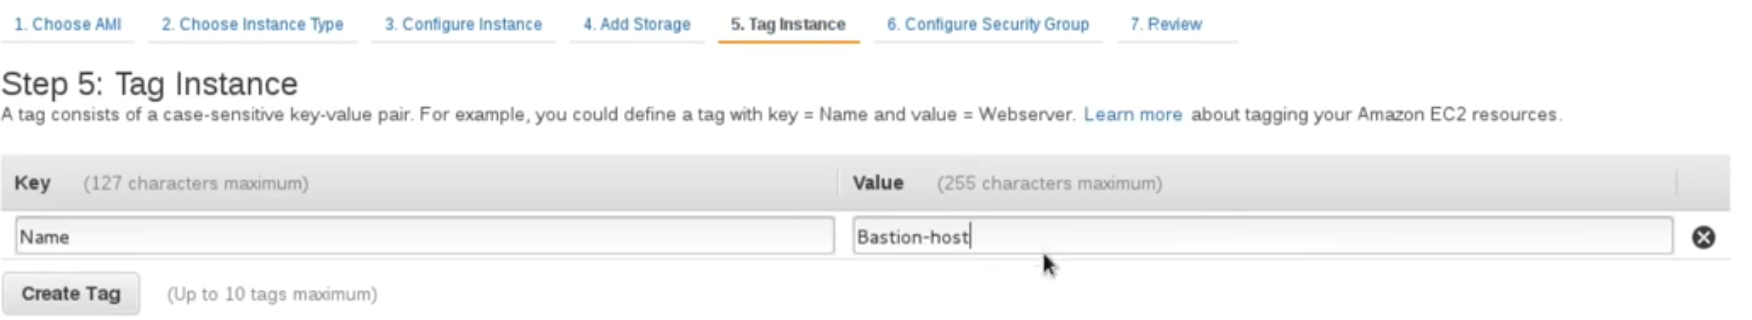 1. Choose AMI 2. Choose Instance Type 3. Configure Instance 4. Add Storage 5. Tag Instance 6. Configure Security Group 7. Review
Step 5: Tag Instance
A tag consists of a case-sensitive key-value pair. For example, you could define a tag with key = Name and value = Webserver. Learn more about tagging your Amazon EC2 resources.
Key (127 characters maximum) Value (255 characters maximum)
Name Bastion-host
Create Tag (Up to 10 tags maximum)